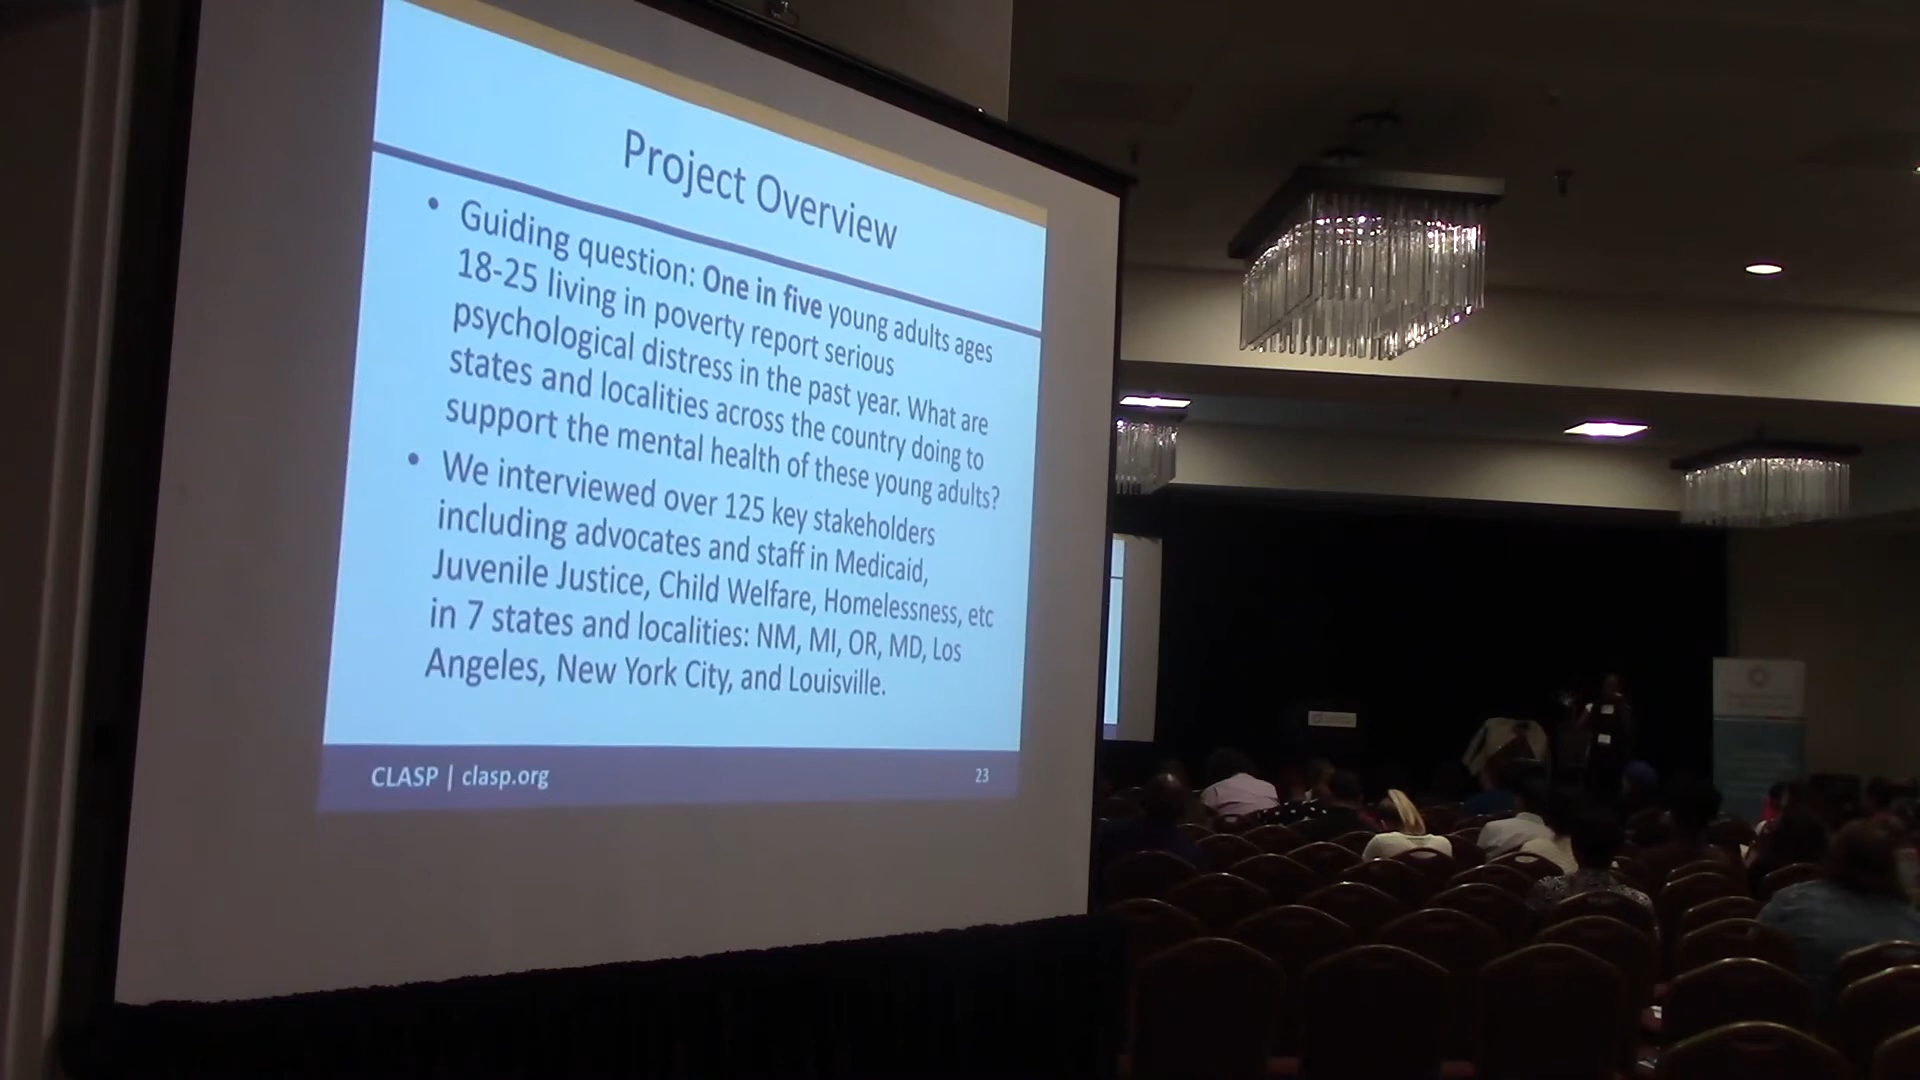 Project Overview
• Guiding question: One in five young adults ages
18-25 living in poverty report serious
psychological distress in the past year. What are
states and localities across the country doing to
support the mental health of these young adults?
• We interviewed over 125 key stakeholders
including advocates and staff in Medicaid,
Juvenile Justice, Child Welfare, Homelessness, etc
in 7 states and localities: NM, MI, OR, MD, Los
Angeles, New York City, and Louisville.
CLASP | clasp.org
23